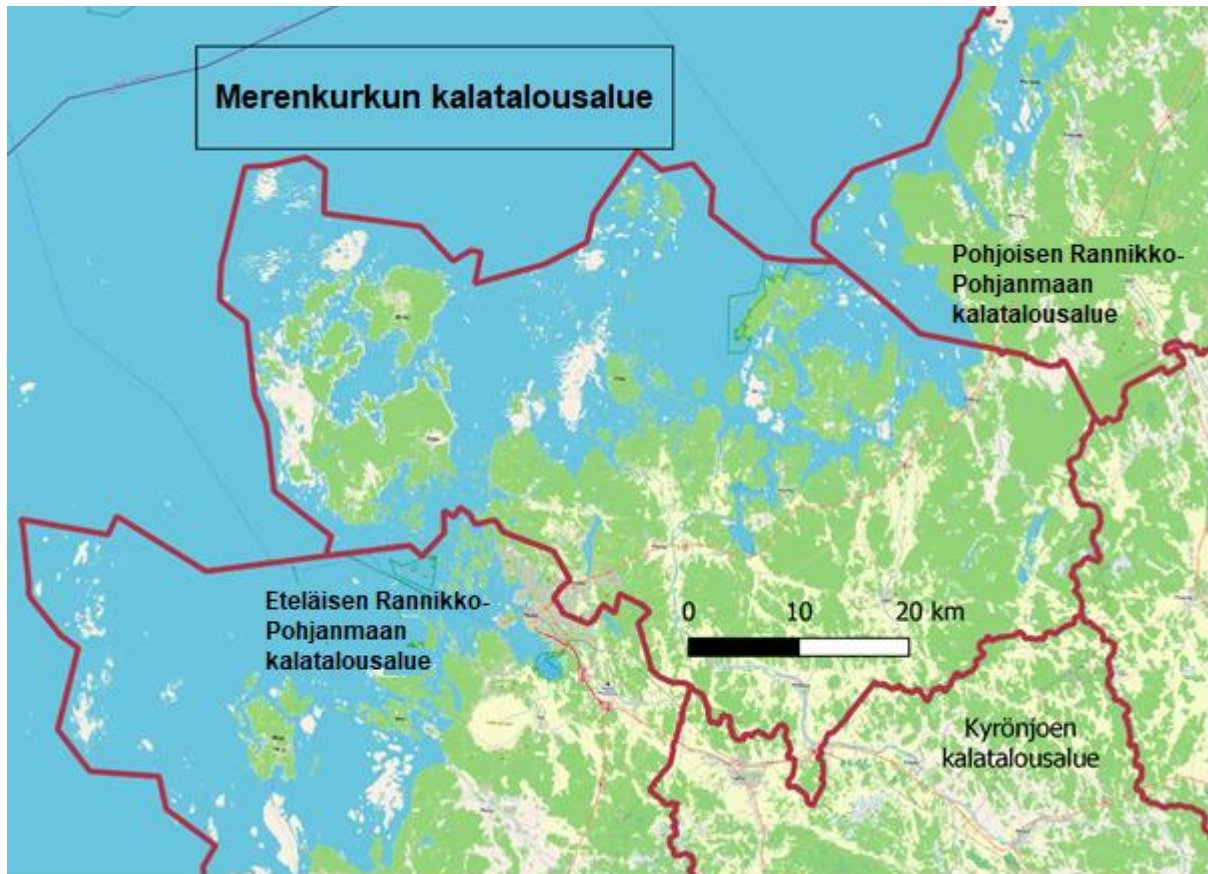 Merenkurkun kalatalousalue
Pohjoisen Rannikko-
Pohjanmaan
kalatalousalue
Eteläisen Rannikko-
Pohjanmaan
kalatalousalue
0 10 20 km
Kyrönjoen
kalatalousalue